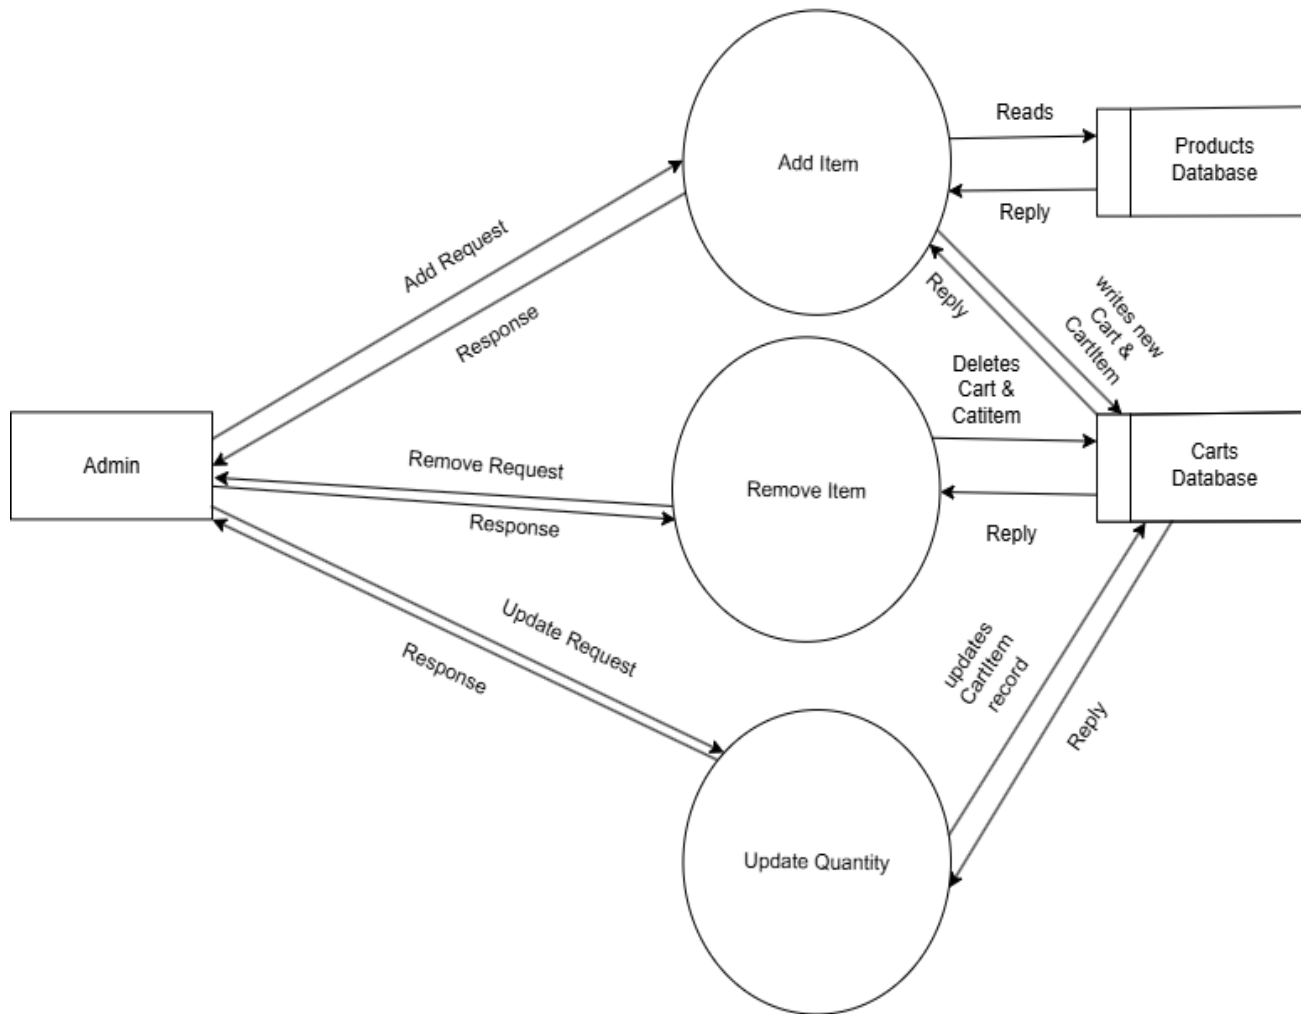 Add Item
Reads
Products
Database
Reply
Add Request
Response
Reply
writes new
Cart &
CartItem
Deletes
Cart &
Catitem
Admin
Remove Request
Response
Remove Item
Carts
Database
Reply
Update Request
Response
updates
CartItem
record
Reply
Update Quantity